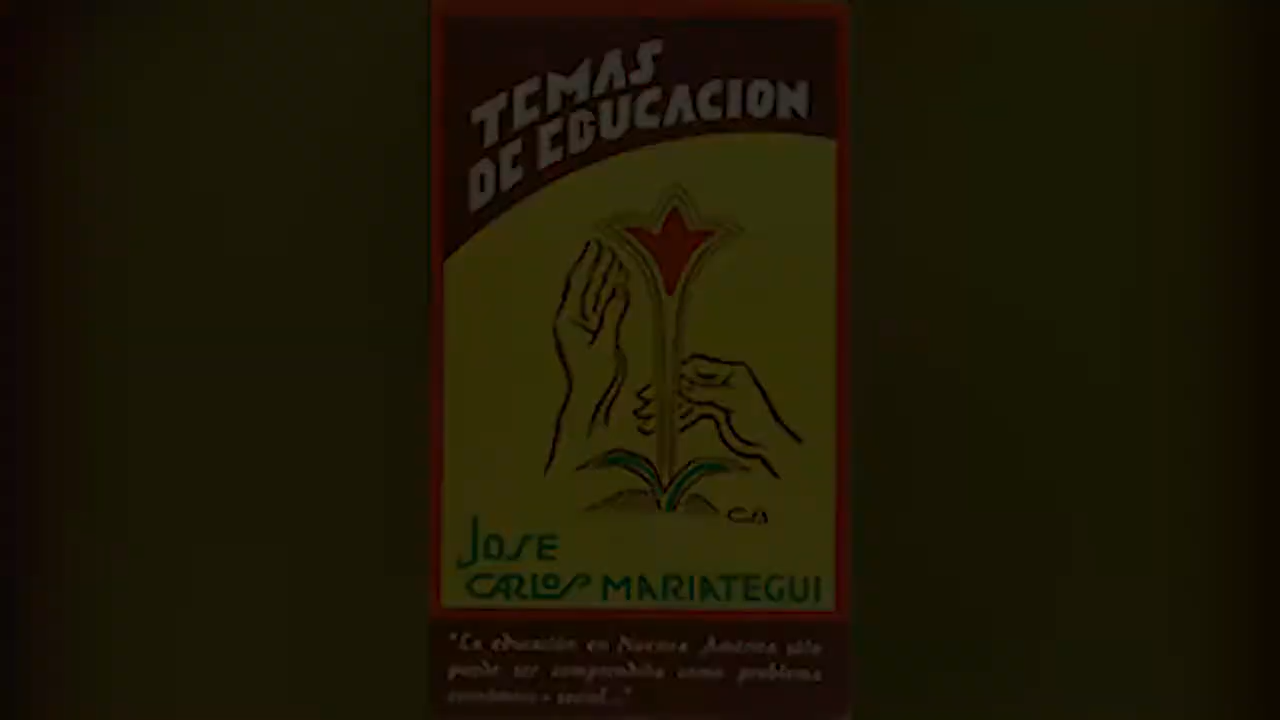 TEMAS
DE EDUCACION
JOSE
CARLOS MARIATEGUI
"La educación en Nuestra América sólo
puede ser comprendida como problema
económico - social..."